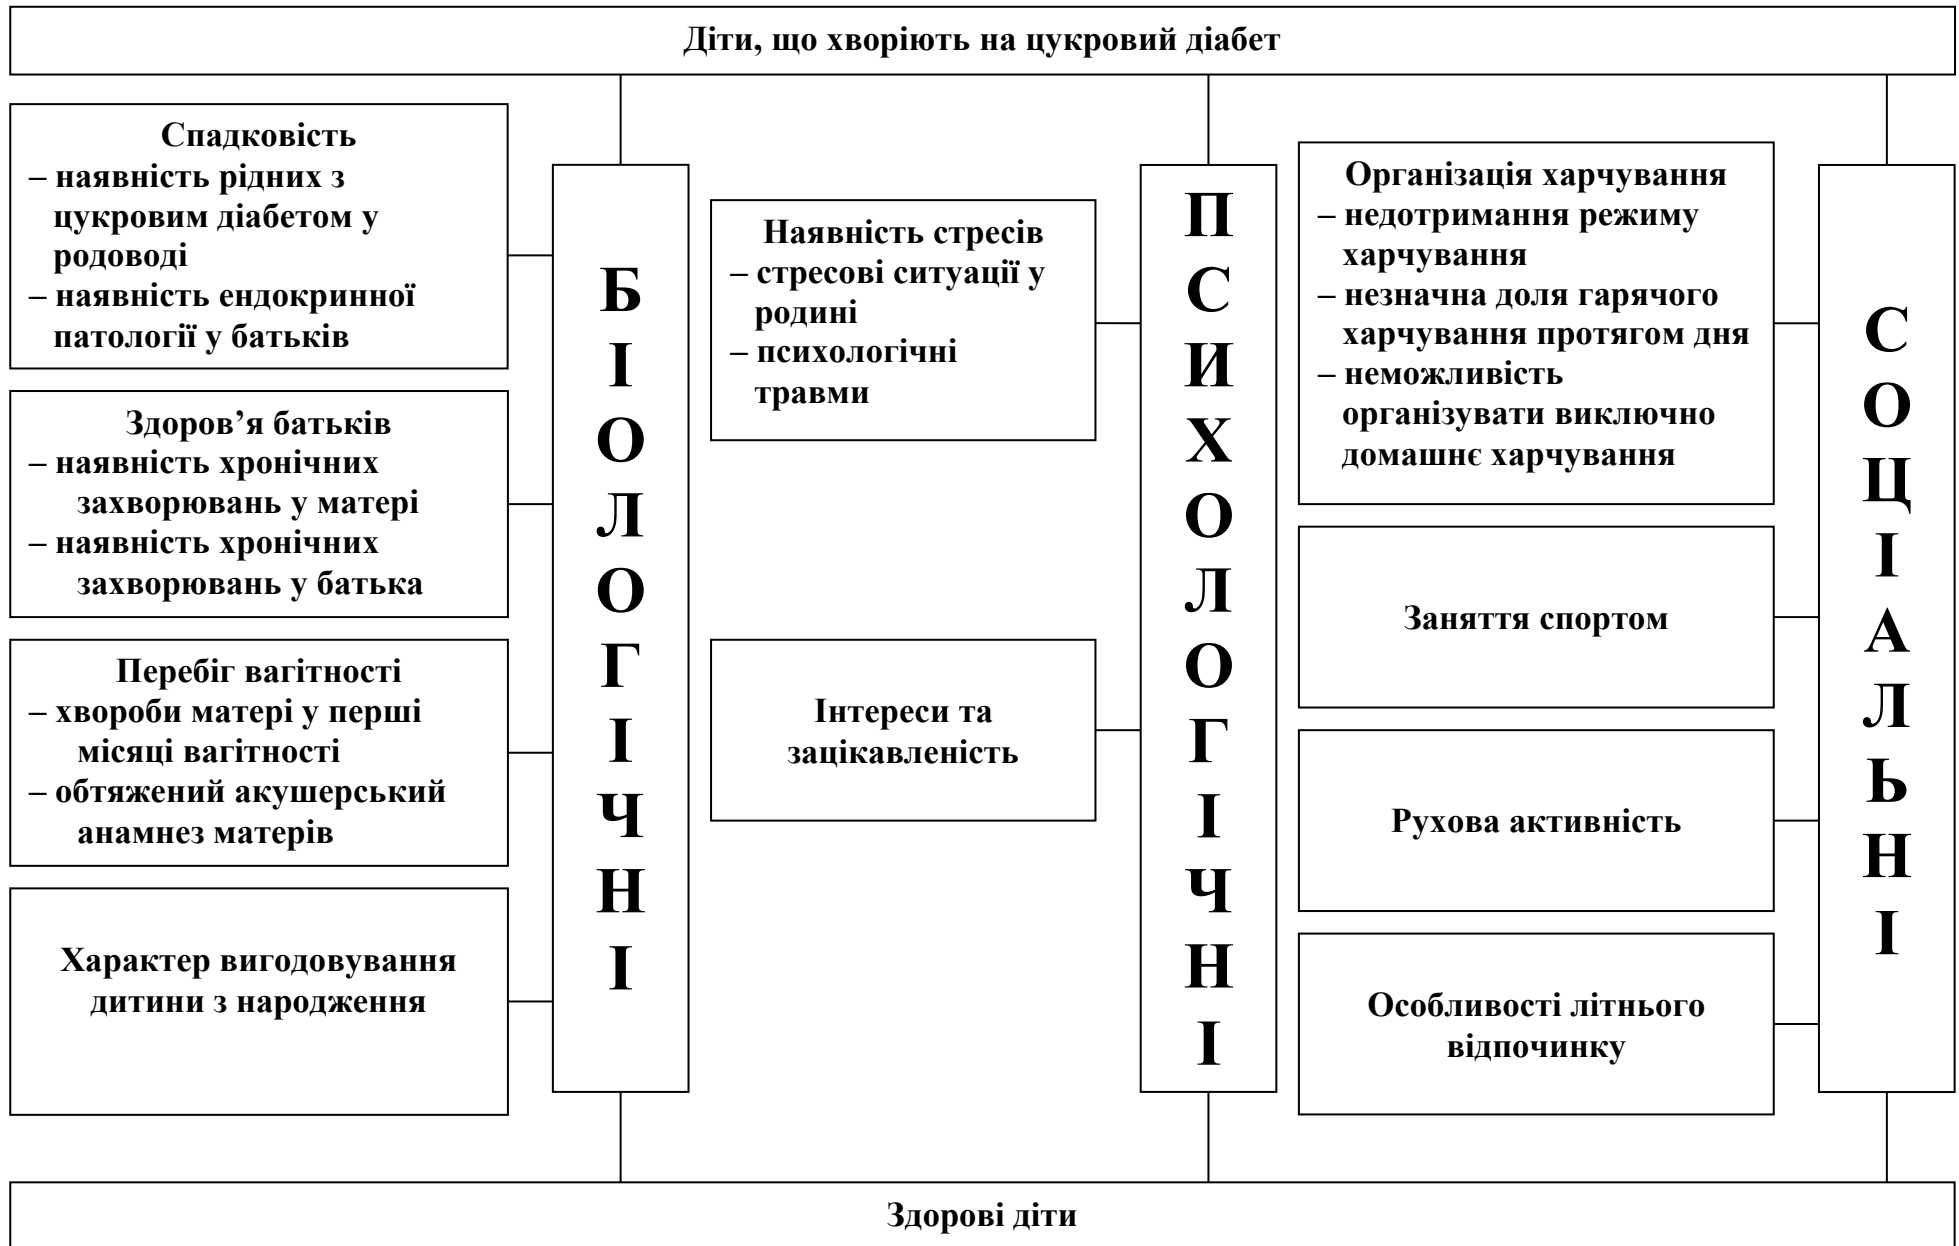 Діти, що хворіють на цукровий діабет
Спадковість
– наявність рідних з
цукровим діабетом у
родоводі
– наявність ендокринної
патології у батьків
Здоров’я батьків
– наявність хронічних
захворювань у матері
– наявність хронічних
захворювань у батька
Перебіг вагітності
– хвороби матері у перші
місяці вагітності
– обтяжений акушерський
анамнез матерів
Характер вигодовування
дитини з народження
БІОЛОГІЧНІ
Наявність стресів
– стресові ситуації у
родині
– психологічні
травми
Інтереси та
зацікавленість
ПСИХОЛОГІЧНІ
Організація харчування
– недотримання режиму
харчування
– незначна доля гарячого
харчування протягом дня
– неможливість
організувати виключно
домашнє харчування
Заняття спортом
Рухова активність
Особливості літнього
відпочинку
СОЦІАЛЬНІ
Здорові діти